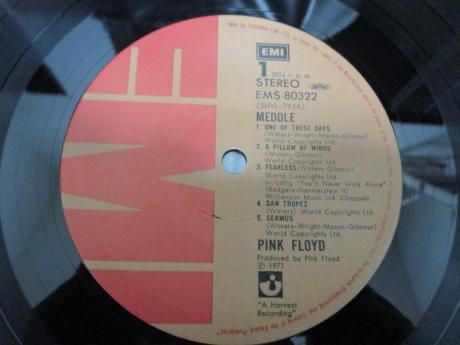 EMI
1
33⅓ r.p.m.
STEREO
EMS-80322
(SHVL-795A)
MEDDLE
1. ONE OF THESE DAYS
(Waters-Wright-Mason-Gilmour)
World Copyrights Ltd.
2. A PILLOW OF WINDS
(Waters-Gilmour)
World Copyrights Ltd.
3. FEARLESS (Waters-Gilmour)
World Copyrights Ltd.
Including "You'll Never Walk Alone"
(Rodgers-Hammerstein II)
Williamson Music Ltd. Chappell.
4. SAN TROPEZ
(Waters) World Copyrights Ltd.
5. SEAMUS
(Waters-Wright-Mason-Gilmour)
World Copyrights Ltd.
PINK FLOYD
Produced by Pink Floyd
Ⓟ 1971
"A Harvest
Recording"
EMI